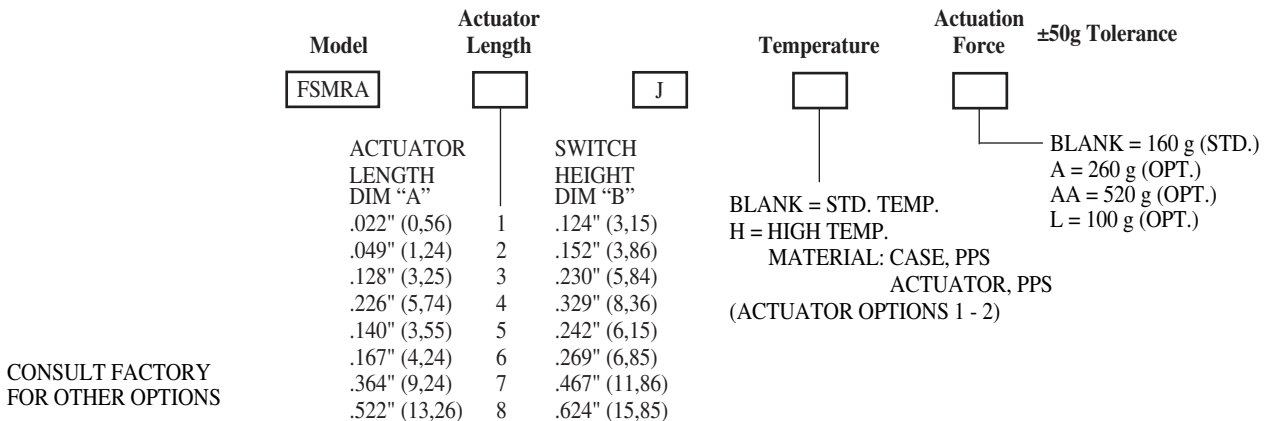 Model
Actuator
Length
Temperature
Actuation
Force
±50g Tolerance
FSMRA
J
ACTUATOR
LENGTH
DIM “A”
SWITCH
HEIGHT
DIM “B”
.022" (0,56) 1 .124" (3,15)
.049" (1,24) 2 .152" (3,86)
.128" (3,25) 3 .230" (5,84)
.226" (5,74) 4 .329" (8,36)
.140" (3,55) 5 .242" (6,15)
.167" (4,24) 6 .269" (6,85)
.364" (9,24) 7 .467" (11,86)
.522" (13,26) 8 .624" (15,85)
BLANK = STD. TEMP.
H = HIGH TEMP.
MATERIAL: CASE, PPS
ACTUATOR, PPS
(ACTUATOR OPTIONS 1 - 2)
BLANK = 160 g (STD.)
A = 260 g (OPT.)
AA = 520 g (OPT.)
L = 100 g (OPT.)
CONSULT FACTORY
FOR OTHER OPTIONS